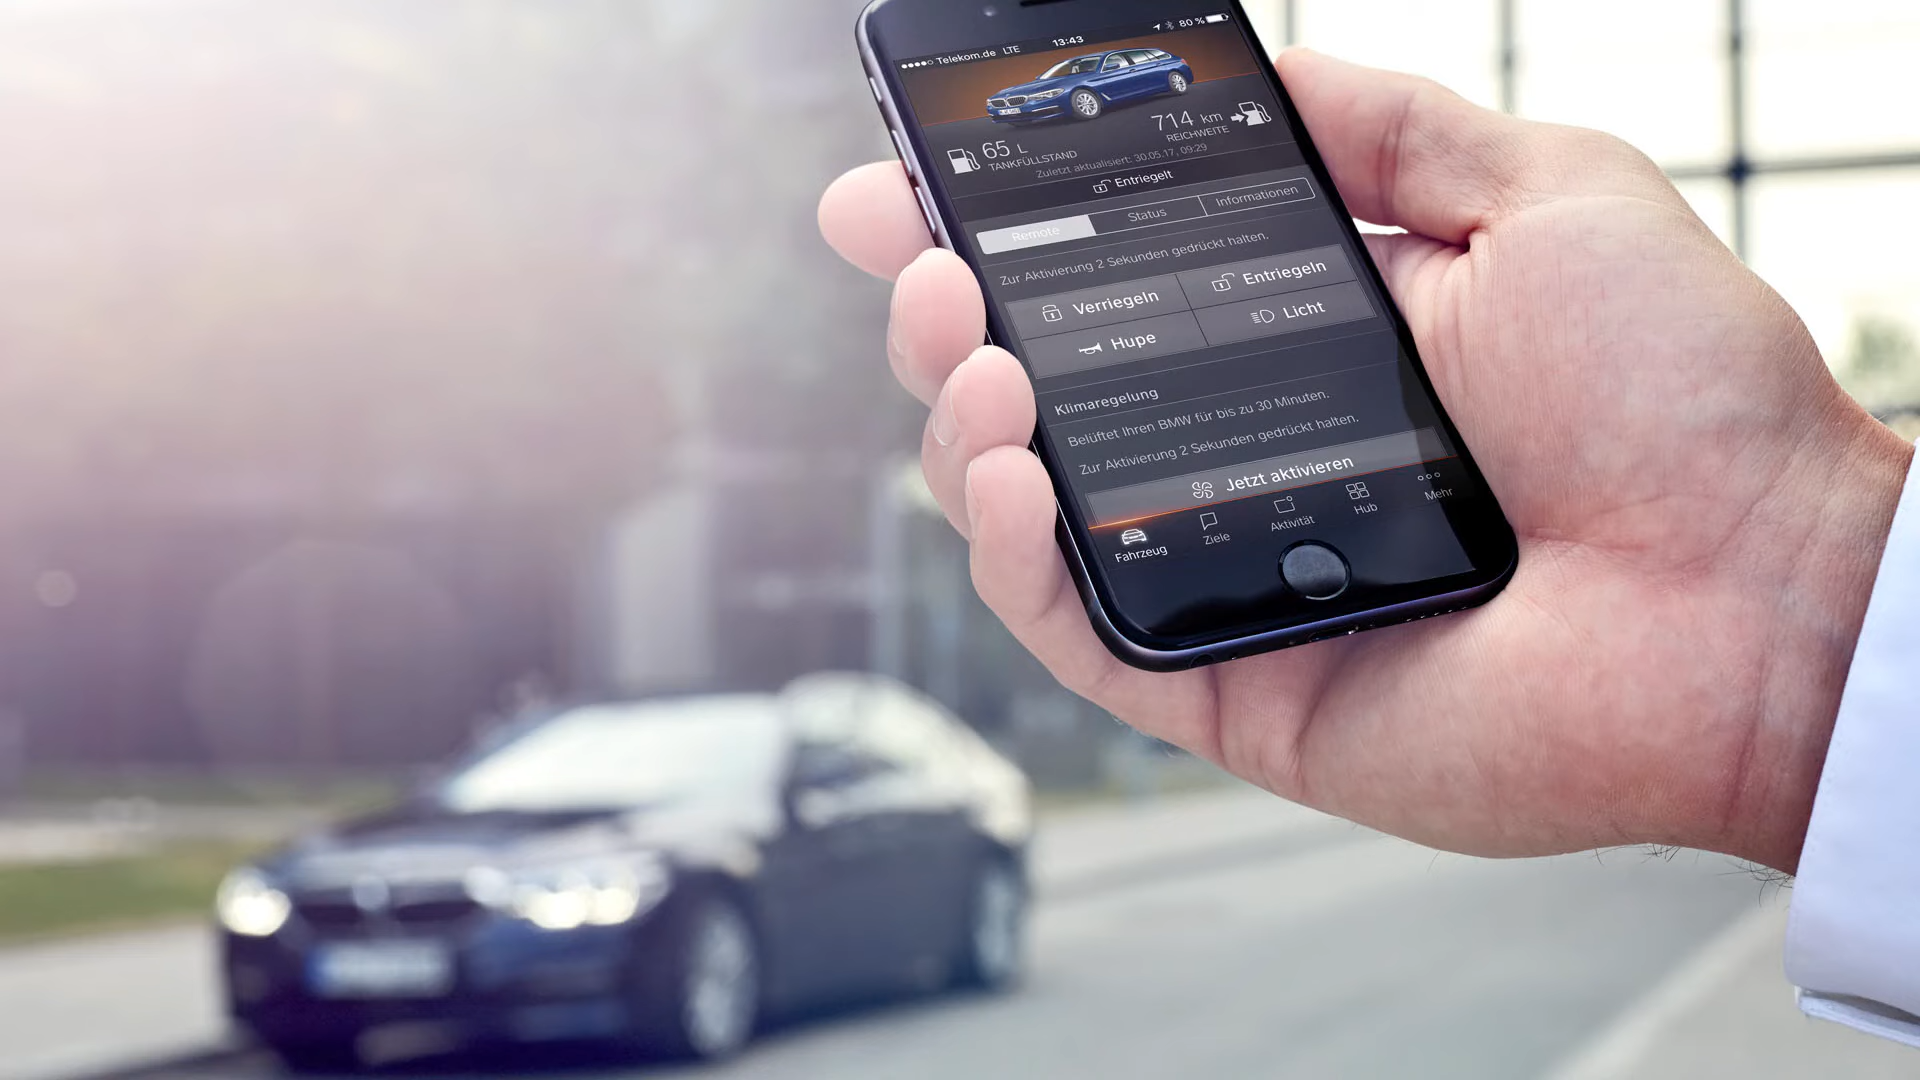 Telekom.de LTE 13:43 80 %
714 km
REICHWEITE
65 L
TANKFÜLLSTAND
Zuletzt aktualisiert: 30.05.17, 09:29
Entriegelt
Remote Status Informationen
Zur Aktivierung 2 Sekunden gedrückt halten.
Verriegeln Entriegeln
Hupe Licht
Klimaregelung
Belüftet Ihren BMW für bis zu 30 Minuten.
Zur Aktivierung 2 Sekunden gedrückt halten.
Jetzt aktivieren
Fahrzeug Ziele Aktivität Hub Mehr